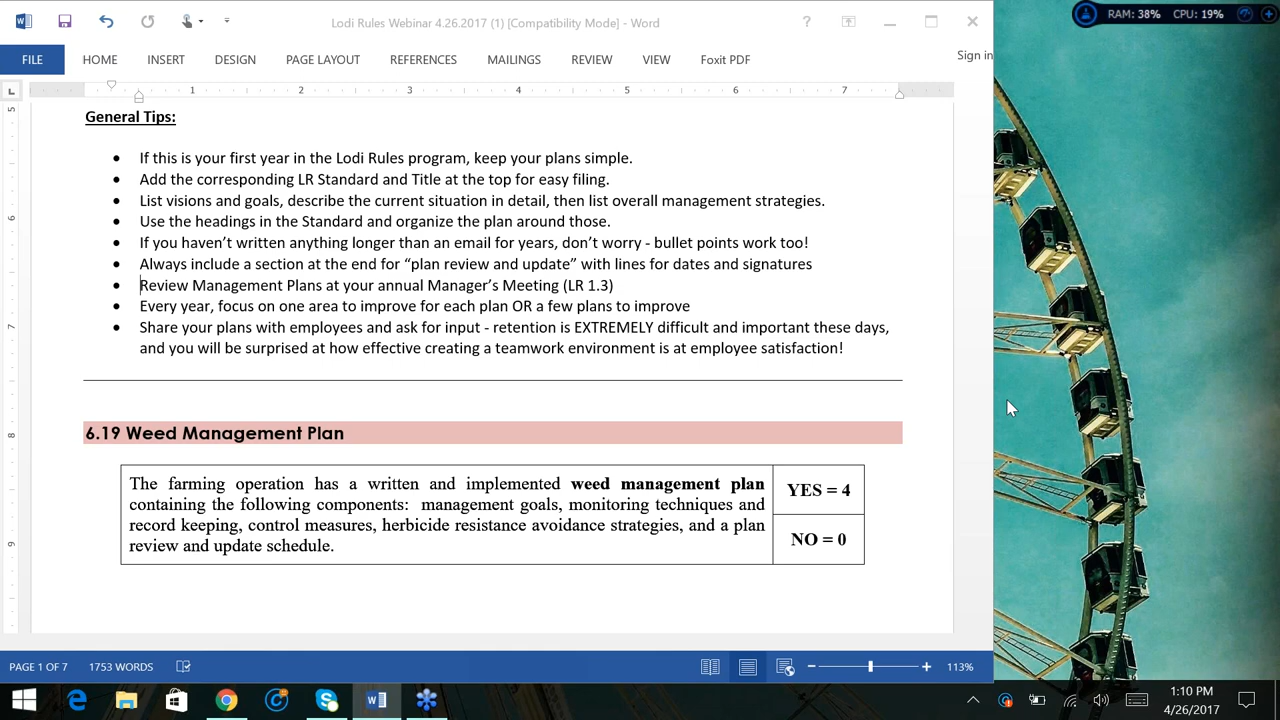 Lodi Rules Webinar 4.26.2017 (1) [Compatibility Mode] - Word
RAM: 38% CPU: 19%
FILE HOME INSERT DESIGN PAGE LAYOUT REFERENCES MAILINGS REVIEW VIEW Foxit PDF Sign in
1 2 3 4 5 6 7
General Tips:
• If this is your first year in the Lodi Rules program, keep your plans simple.
• Add the corresponding LR Standard and Title at the top for easy filing.
• List visions and goals, describe the current situation in detail, then list overall management strategies.
• Use the headings in the Standard and organize the plan around those.
• If you haven’t written anything longer than an email for years, don’t worry - bullet points work too!
• Always include a section at the end for “plan review and update” with lines for dates and signatures
• Review Management Plans at your annual Manager’s Meeting (LR 1.3)
• Every year, focus on one area to improve for each plan OR a few plans to improve
• Share your plans with employees and ask for input - retention is EXTREMELY difficult and important these days,
and you will be surprised at how effective creating a teamwork environment is at employee satisfaction!
6.19 Weed Management Plan
The farming operation has a written and implemented weed management plan
containing the following components: management goals, monitoring techniques and
record keeping, control measures, herbicide resistance avoidance strategies, and a plan
review and update schedule.
YES = 4
NO = 0
5
6
7
8
9
PAGE 1 OF 7 1753 WORDS 113%
1:10 PM
4/26/2017